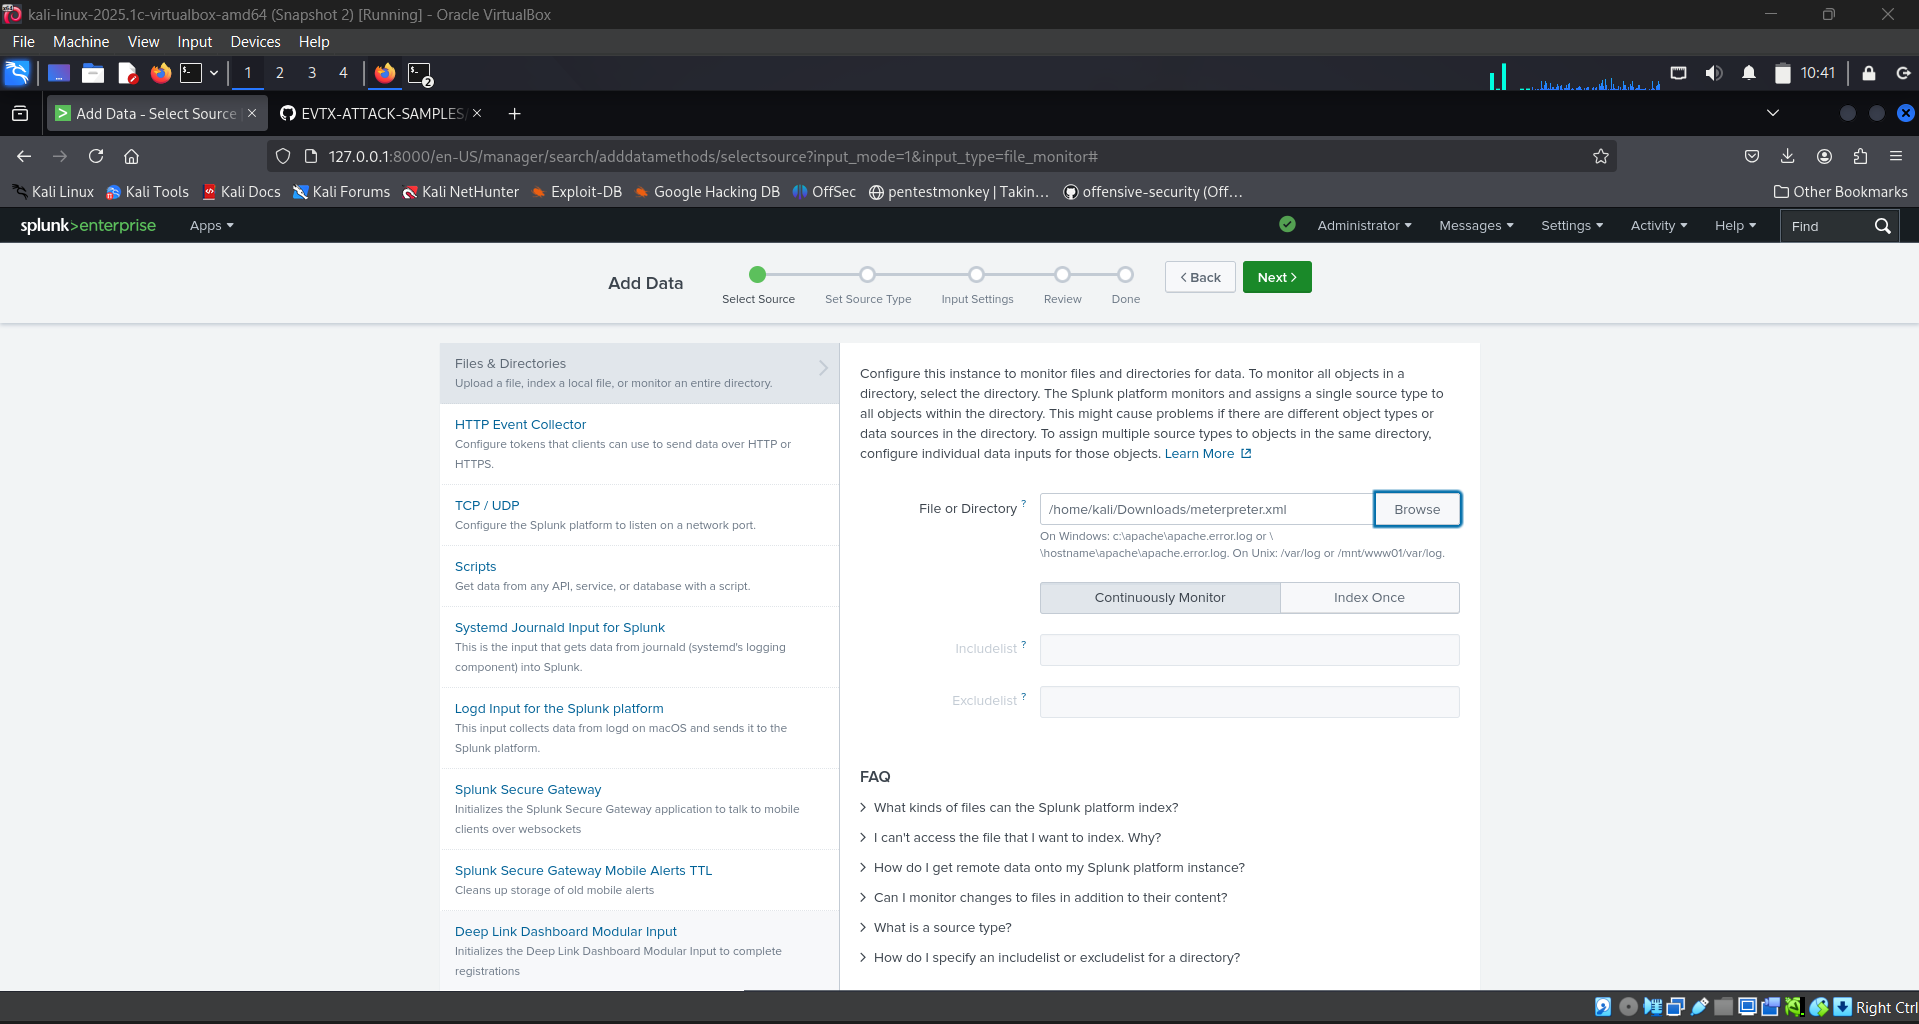 kali-linux-2025.1c-virtualbox-amd64 (Snapshot 2) [Running] - Oracle VirtualBox
File Machine View Input Devices Help
1 2 3 4 2 10:41
Add Data - Select Source EVTX-ATTACK-SAMPLES/
127.0.0.1:8000/en-US/manager/search/adddatamethods/selectsource?input_mode=1&input_type=file_monitor#
Kali Linux Kali Tools Kali Docs Kali Forums Kali NetHunter Exploit-DB Google Hacking DB OffSec pentestmonkey | Takin… offensive-security (Off… Other Bookmarks
splunk>enterprise Apps Administrator Messages Settings Activity Help Find
Add Data
Select Source Set Source Type Input Settings Review Done
< Back Next >
Files & Directories
Upload a file, index a local file, or monitor an entire directory.
HTTP Event Collector
Configure tokens that clients can use to send data over HTTP or
HTTPS.
TCP / UDP
Configure the Splunk platform to listen on a network port.
Scripts
Get data from any API, service, or database with a script.
Systemd Journald Input for Splunk
This is the input that gets data from journald (systemd's logging
component) into Splunk.
Logd Input for the Splunk platform
This input collects data from logd on macOS and sends it to the
Splunk platform.
Splunk Secure Gateway
Initializes the Splunk Secure Gateway application to talk to mobile
clients over websockets
Splunk Secure Gateway Mobile Alerts TTL
Cleans up storage of old mobile alerts
Deep Link Dashboard Modular Input
Initializes the Deep Link Dashboard Modular Input to complete
registrations
Configure this instance to monitor files and directories for data. To monitor all objects in a
directory, select the directory. The Splunk platform monitors and assigns a single source type to
all objects within the directory. This might cause problems if there are different object types or
data sources in the directory. To assign multiple source types to objects in the same directory,
configure individual data inputs for those objects. Learn More
File or Directory ? /home/kali/Downloads/meterpreter.xml Browse
On Windows: c:\apache\apache.error.log or \
\hostname\apache\apache.error.log. On Unix: /var/log or /mnt/www01/var/log.
Continuously Monitor Index Once
Includelist ?
Excludelist ?
FAQ
> What kinds of files can the Splunk platform index?
> I can't access the file that I want to index. Why?
> How do I get remote data onto my Splunk platform instance?
> Can I monitor changes to files in addition to their content?
> What is a source type?
> How do I specify an includelist or excludelist for a directory?
Right Ctrl